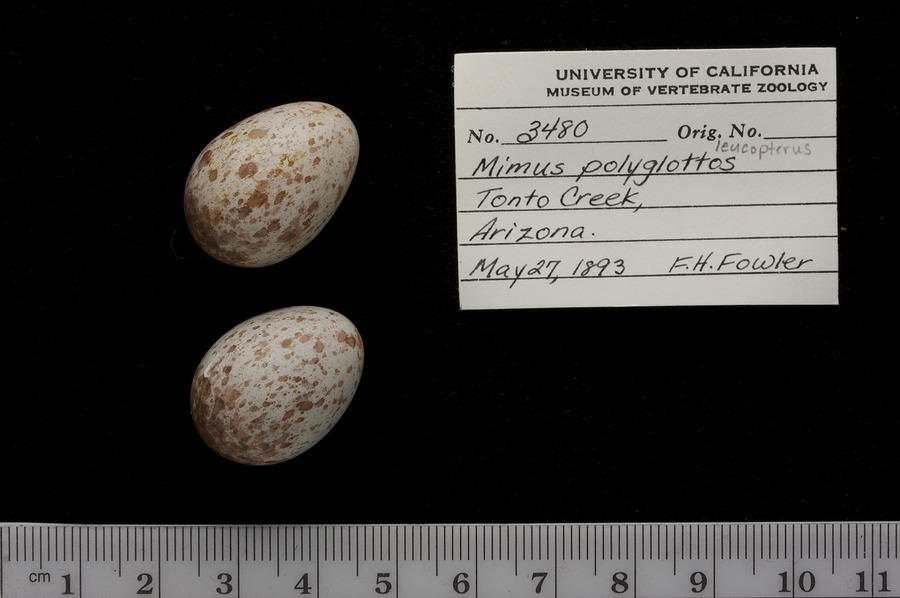 UNIVERSITY OF CALIFORNIA
MUSEUM OF VERTEBRATE ZOOLOGY
No. 3480 Orig. No.
leucopterus
Mimus polyglottos
Tonto Creek,
Arizona.
May 27, 1893 F.H. Fowler
cm 1 2 3 4 5 6 7 8 9 10 11